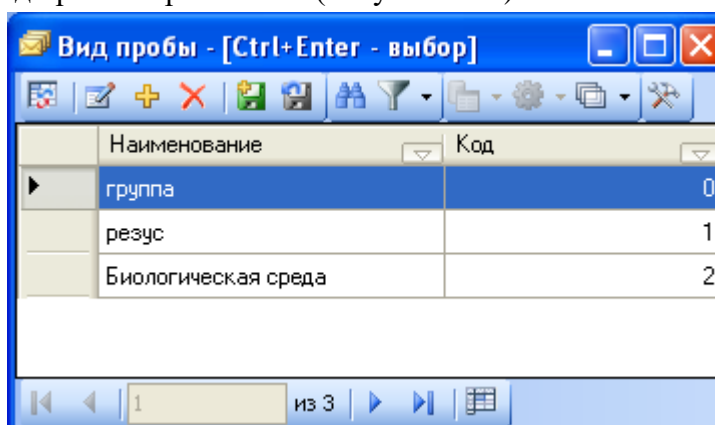 Вид пробы - [Ctrl+Enter - выбор]
Наименование Код
группа 0
резус 1
Биологическая среда 2
1 из 3